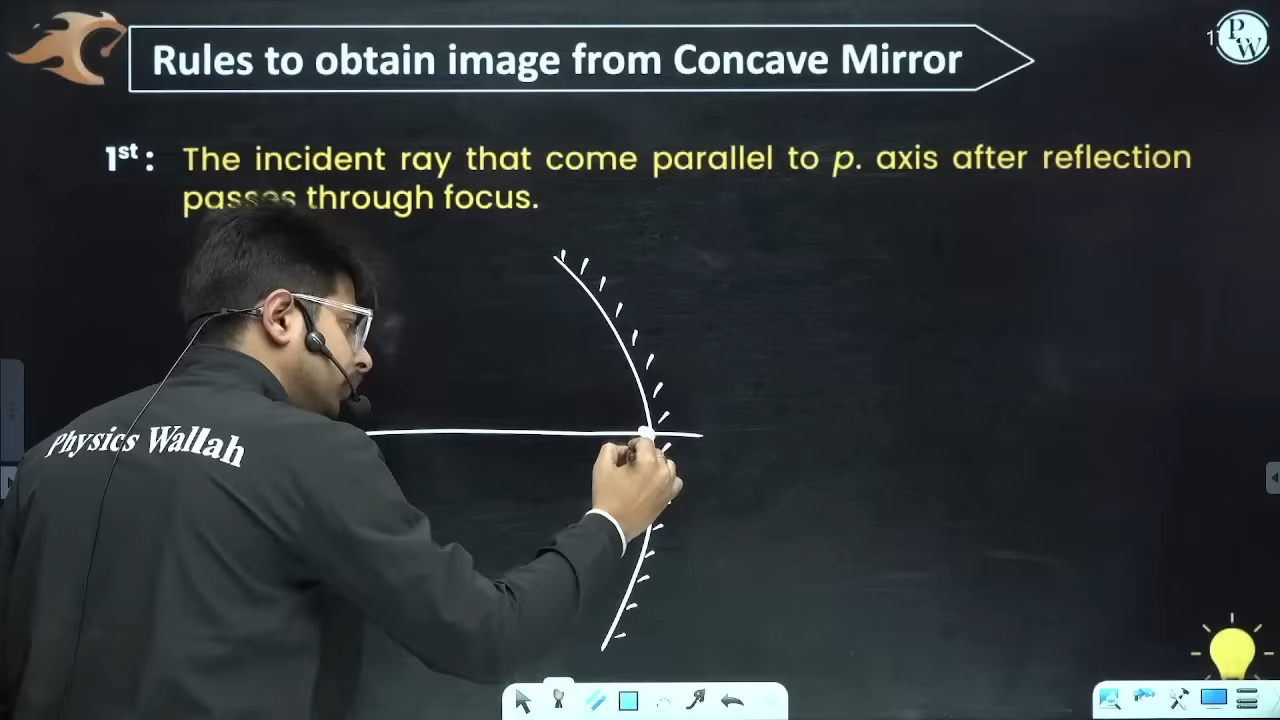 Rules to obtain image from Concave Mirror
PW
1st : The incident ray that come parallel to p. axis after reflection
passes through focus.
Physics Wallah